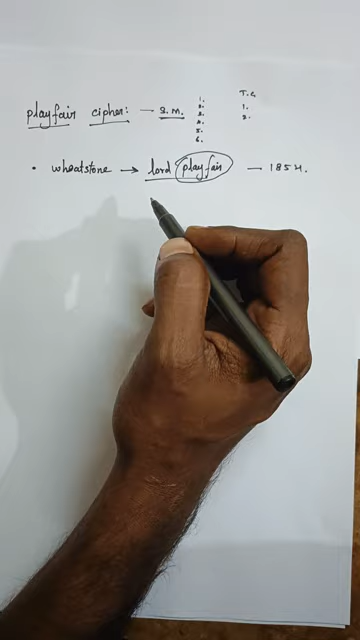 playfair cipher: → s.m. 1. 2. 3. 4. 5. 6. T.C. 1. 2.
• wheatstone → lord playfair — 1854.